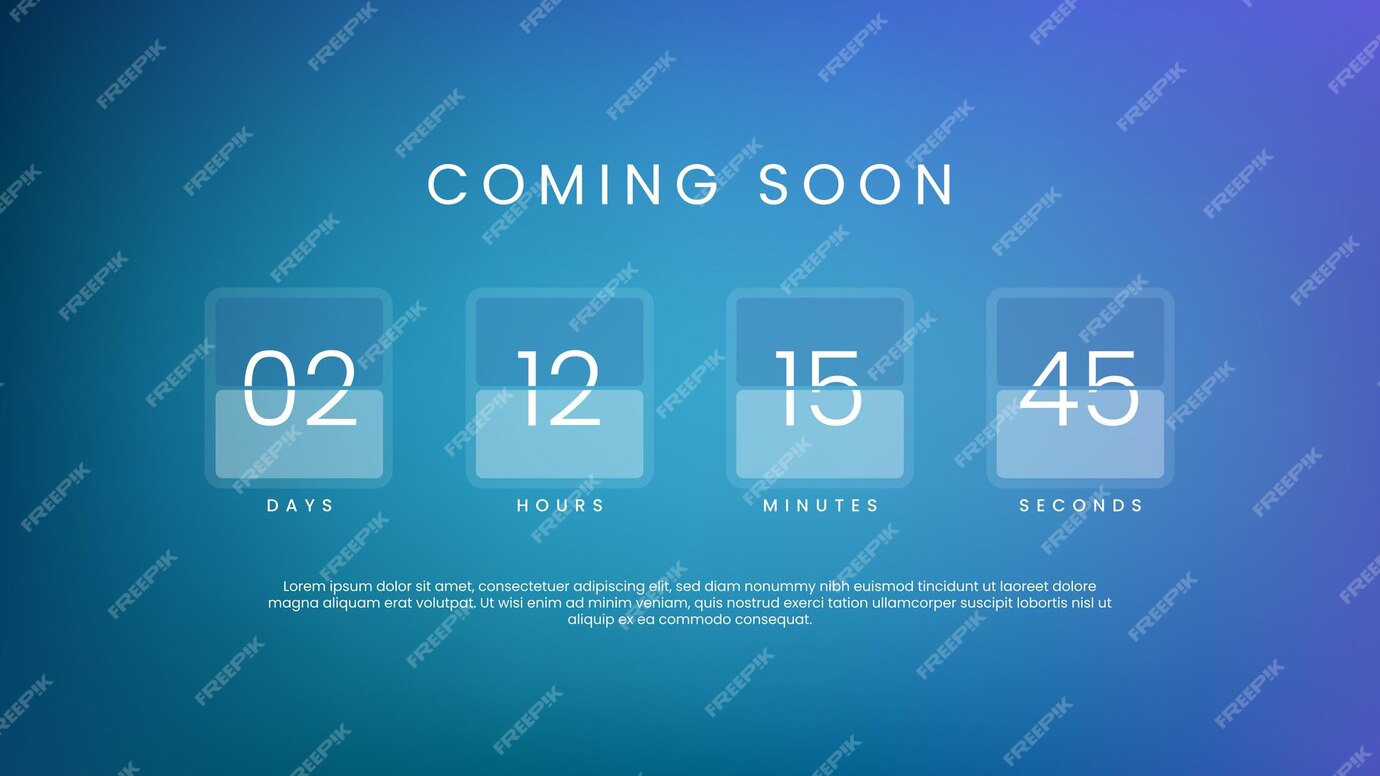 COMING SOON
02 12 15 45
DAYS HOURS MINUTES SECONDS
Lorem ipsum dolor sit amet, consectetuer adipiscing elit, sed diam nonummy nibh euismod tincidunt ut laoreet dolore
magna aliquam erat volutpat. Ut wisi enim ad minim veniam, quis nostrud exerci tation ullamcorper suscipit lobortis nisl ut
aliquip ex ea commodo consequat.
FREEPIK